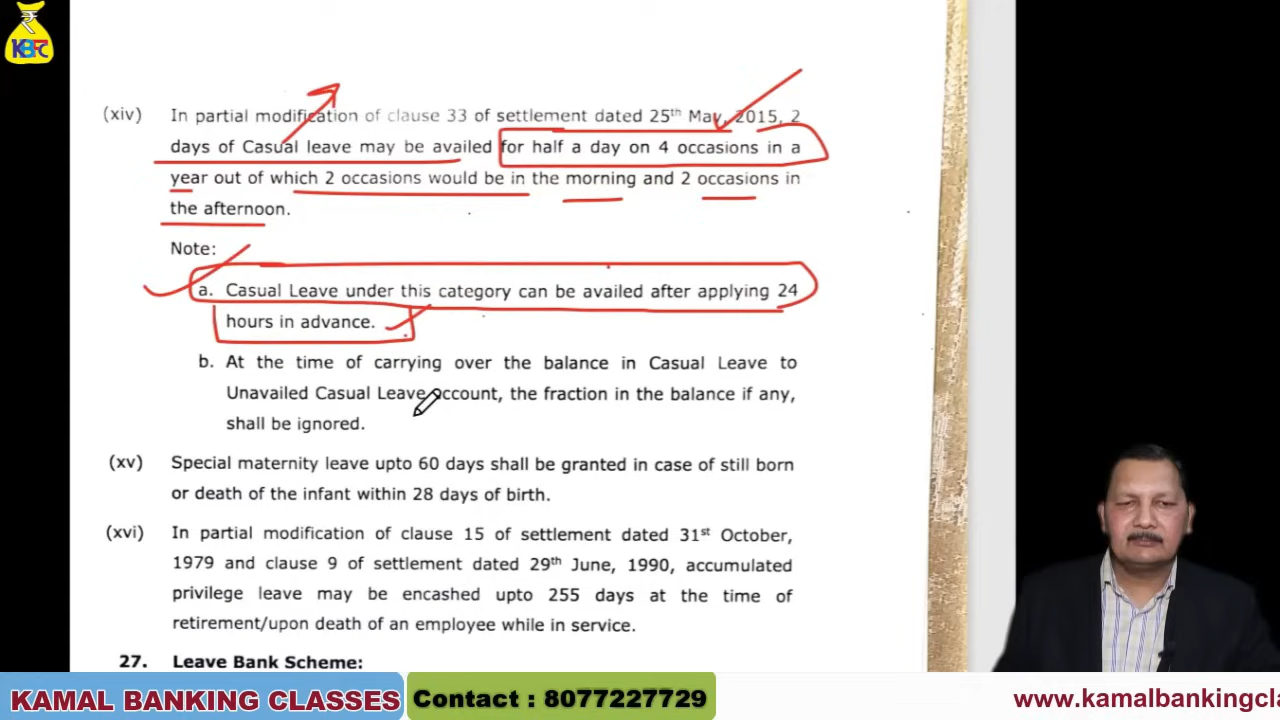 ₹
KBFC
(xiv) In partial modification of clause 33 of settlement dated 25th May, 2015, 2
days of Casual leave may be availed for half a day on 4 occasions in a
year out of which 2 occasions would be in the morning and 2 occasions in
the afternoon.
Note:
a. Casual Leave under this category can be availed after applying 24
hours in advance.
b. At the time of carrying over the balance in Casual Leave to
Unavailed Casual Leave account, the fraction in the balance if any,
shall be ignored.
(xv) Special maternity leave upto 60 days shall be granted in case of still born
or death of the infant within 28 days of birth.
(xvi) In partial modification of clause 15 of settlement dated 31st October,
1979 and clause 9 of settlement dated 29th June, 1990, accumulated
privilege leave may be encashed upto 255 days at the time of
retirement/upon death of an employee while in service.
27. Leave Bank Scheme:
KAMAL BANKING CLASSES Contact : 8077227729 www.kamalbankingcla